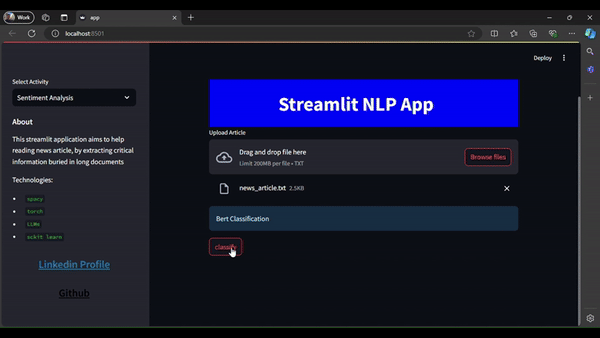 Work
app
localhost:8501
Deploy
Select Activity
Sentiment Analysis
About
This streamlit application aims to help
reading news article, by extracting critical
information buried in long documents
Technologies:
spacy
torch
LLMs
sckit learn
Linkedin Profile
Github
Streamlit NLP App
Upload Article
Drag and drop file here
Limit 200MB per file • TXT
Browse files
news_article.txt 2.5KB
Bert Classification
classify